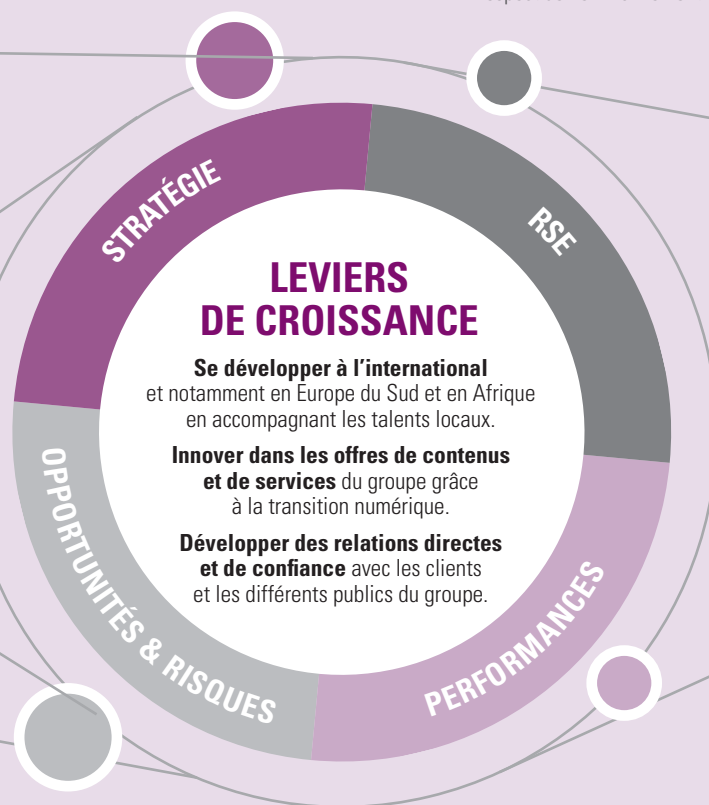 STRATÉGIE
RSE
LEVIERS
DE CROISSANCE
Se développer à l’international
et notamment en Europe du Sud et en Afrique
en accompagnant les talents locaux.
Innover dans les offres de contenus
et de services du groupe grâce
à la transition numérique.
Développer des relations directes
et de confiance avec les clients
et les différents publics du groupe.
OPPORTUNITÉS & RISQUES
PERFORMANCES